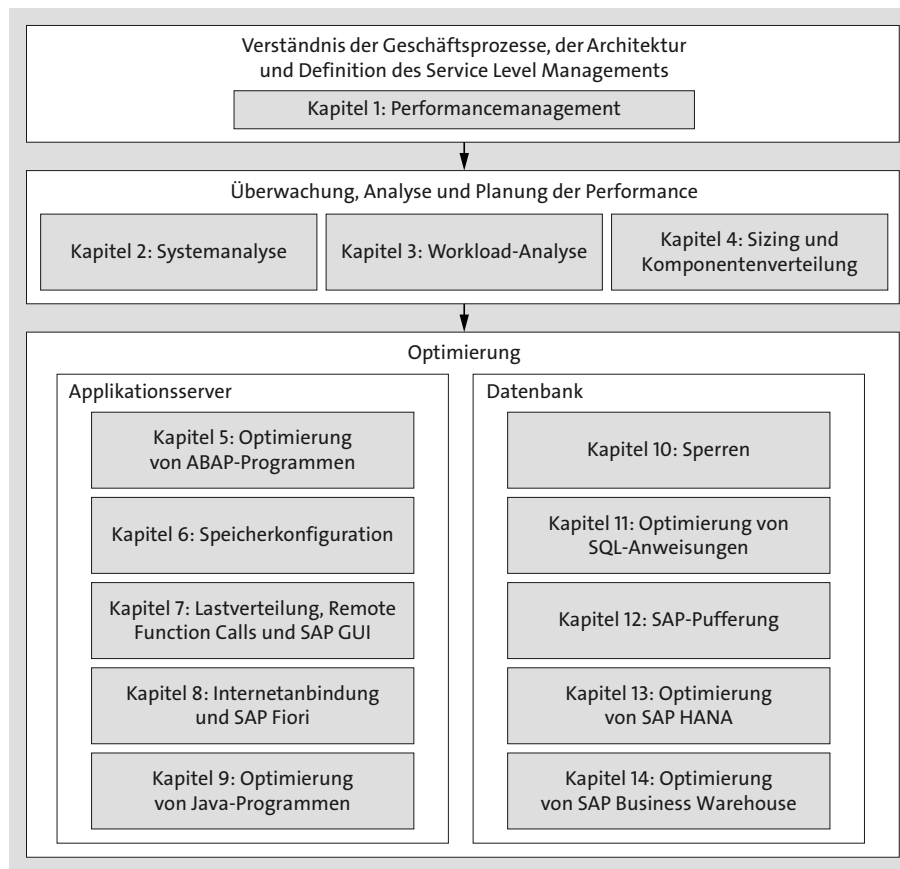 Verständnis der Geschäftsprozesse, der Architektur
und Definition des Service Level Managements
Kapitel 1: Performancemanagement
Überwachung, Analyse und Planung der Performance
Kapitel 2: Systemanalyse
Kapitel 3: Workload-Analyse
Kapitel 4: Sizing und
Komponentenverteilung
Optimierung
Applikationsserver
Kapitel 5: Optimierung
von ABAP-Programmen
Kapitel 6: Speicherkonfiguration
Kapitel 7: Lastverteilung, Remote
Function Calls und SAP GUI
Kapitel 8: Internetanbindung
und SAP Fiori
Kapitel 9: Optimierung
von Java-Programmen
Datenbank
Kapitel 10: Sperren
Kapitel 11: Optimierung von
SQL-Anweisungen
Kapitel 12: SAP-Pufferung
Kapitel 13: Optimierung
von SAP HANA
Kapitel 14: Optimierung
von SAP Business Warehouse